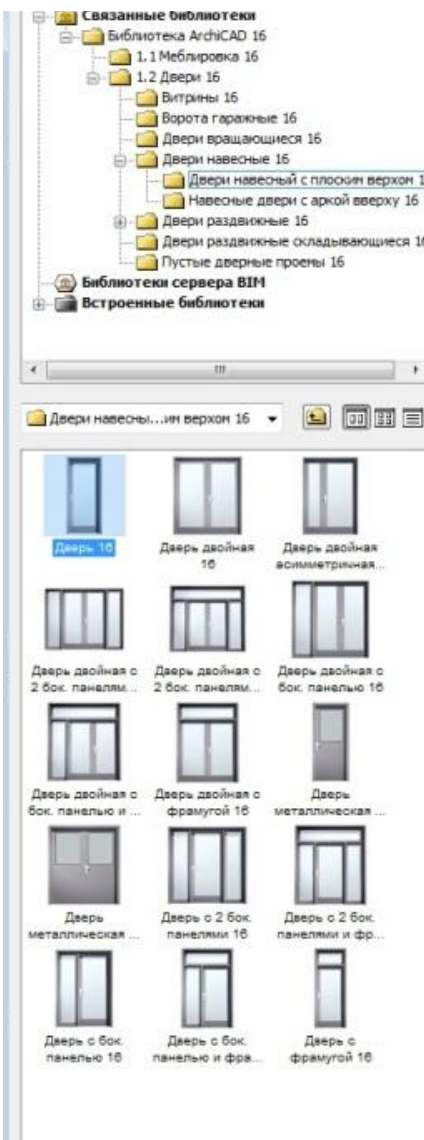 Связанные библиотеки
Библиотека ArchiCAD 16
1.1 Меблировка 16
1.2 Двери 16
Витрины 16
Ворота гаражные 16
Двери вращающиеся 16
Двери навесные 16
Двери навесный с плоским верхом 1
Навесные двери с аркой вверху 16
Двери раздвижные 16
Двери раздвижные складывающиеся 16
Пустые дверные проемы 16
Библиотеки сервера BIM
Встроенные библиотеки
Двери навесны...им верхом 16
Дверь 16
Дверь двойная
16
Дверь двойная
асимметричная...
Дверь двойная с
2 бок. панелям...
Дверь двойная с
2 бок. панелям...
Дверь двойная с
бок. панелью 16
Дверь двойная с
бок. панелью и ...
Дверь двойная с
фрамугой 16
Дверь
металлическая ...
Дверь
металлическая ...
Дверь с 2 бок.
панелями 16
Дверь с 2 бок.
панелями и фр...
Дверь с бок.
панелью 16
Дверь с бок.
панелью и фра...
Дверь с
фрамугой 16